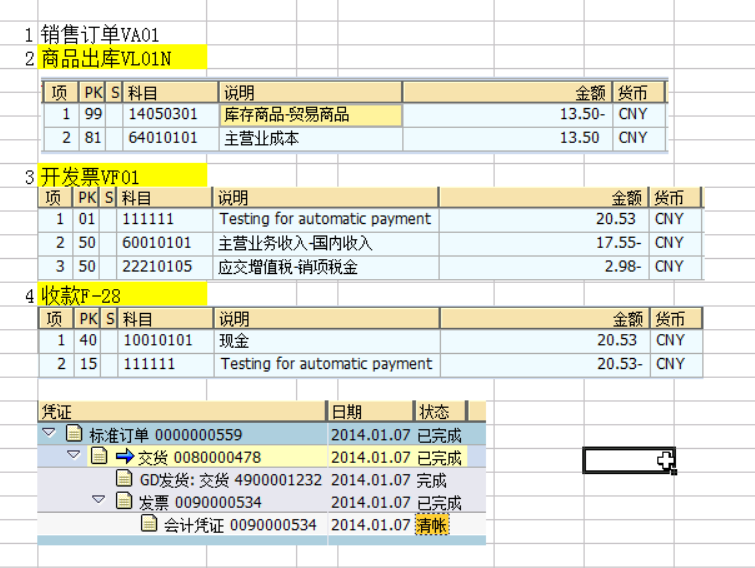 1 销售订单VA01
2 商品出库VL01N
项 PK S 科目 说明 金额 货币
1 99 14050301 库存商品-贸易商品 13.50- CNY
2 81 64010101 主营业成本 13.50 CNY
3 开发票VF01
项 PK S 科目 说明 金额 货币
1 01 111111 Testing for automatic payment 20.53 CNY
2 50 60010101 主营业务收入-国内收入 17.55- CNY
3 50 22210105 应交增值税-销项税金 2.98- CNY
4 收款F-28
项 PK S 科目 说明 金额 货币
1 40 10010101 现金 20.53 CNY
2 15 111111 Testing for automatic payment 20.53- CNY
凭证 日期 状态
标准订单 0000000559 2014.01.07 已完成
交货 0080000478 2014.01.07 已完成
GD发货: 交货 4900001232 2014.01.07 完成
发票 0090000534 2014.01.07 已完成
会计凭证 0090000534 2014.01.07 清帐